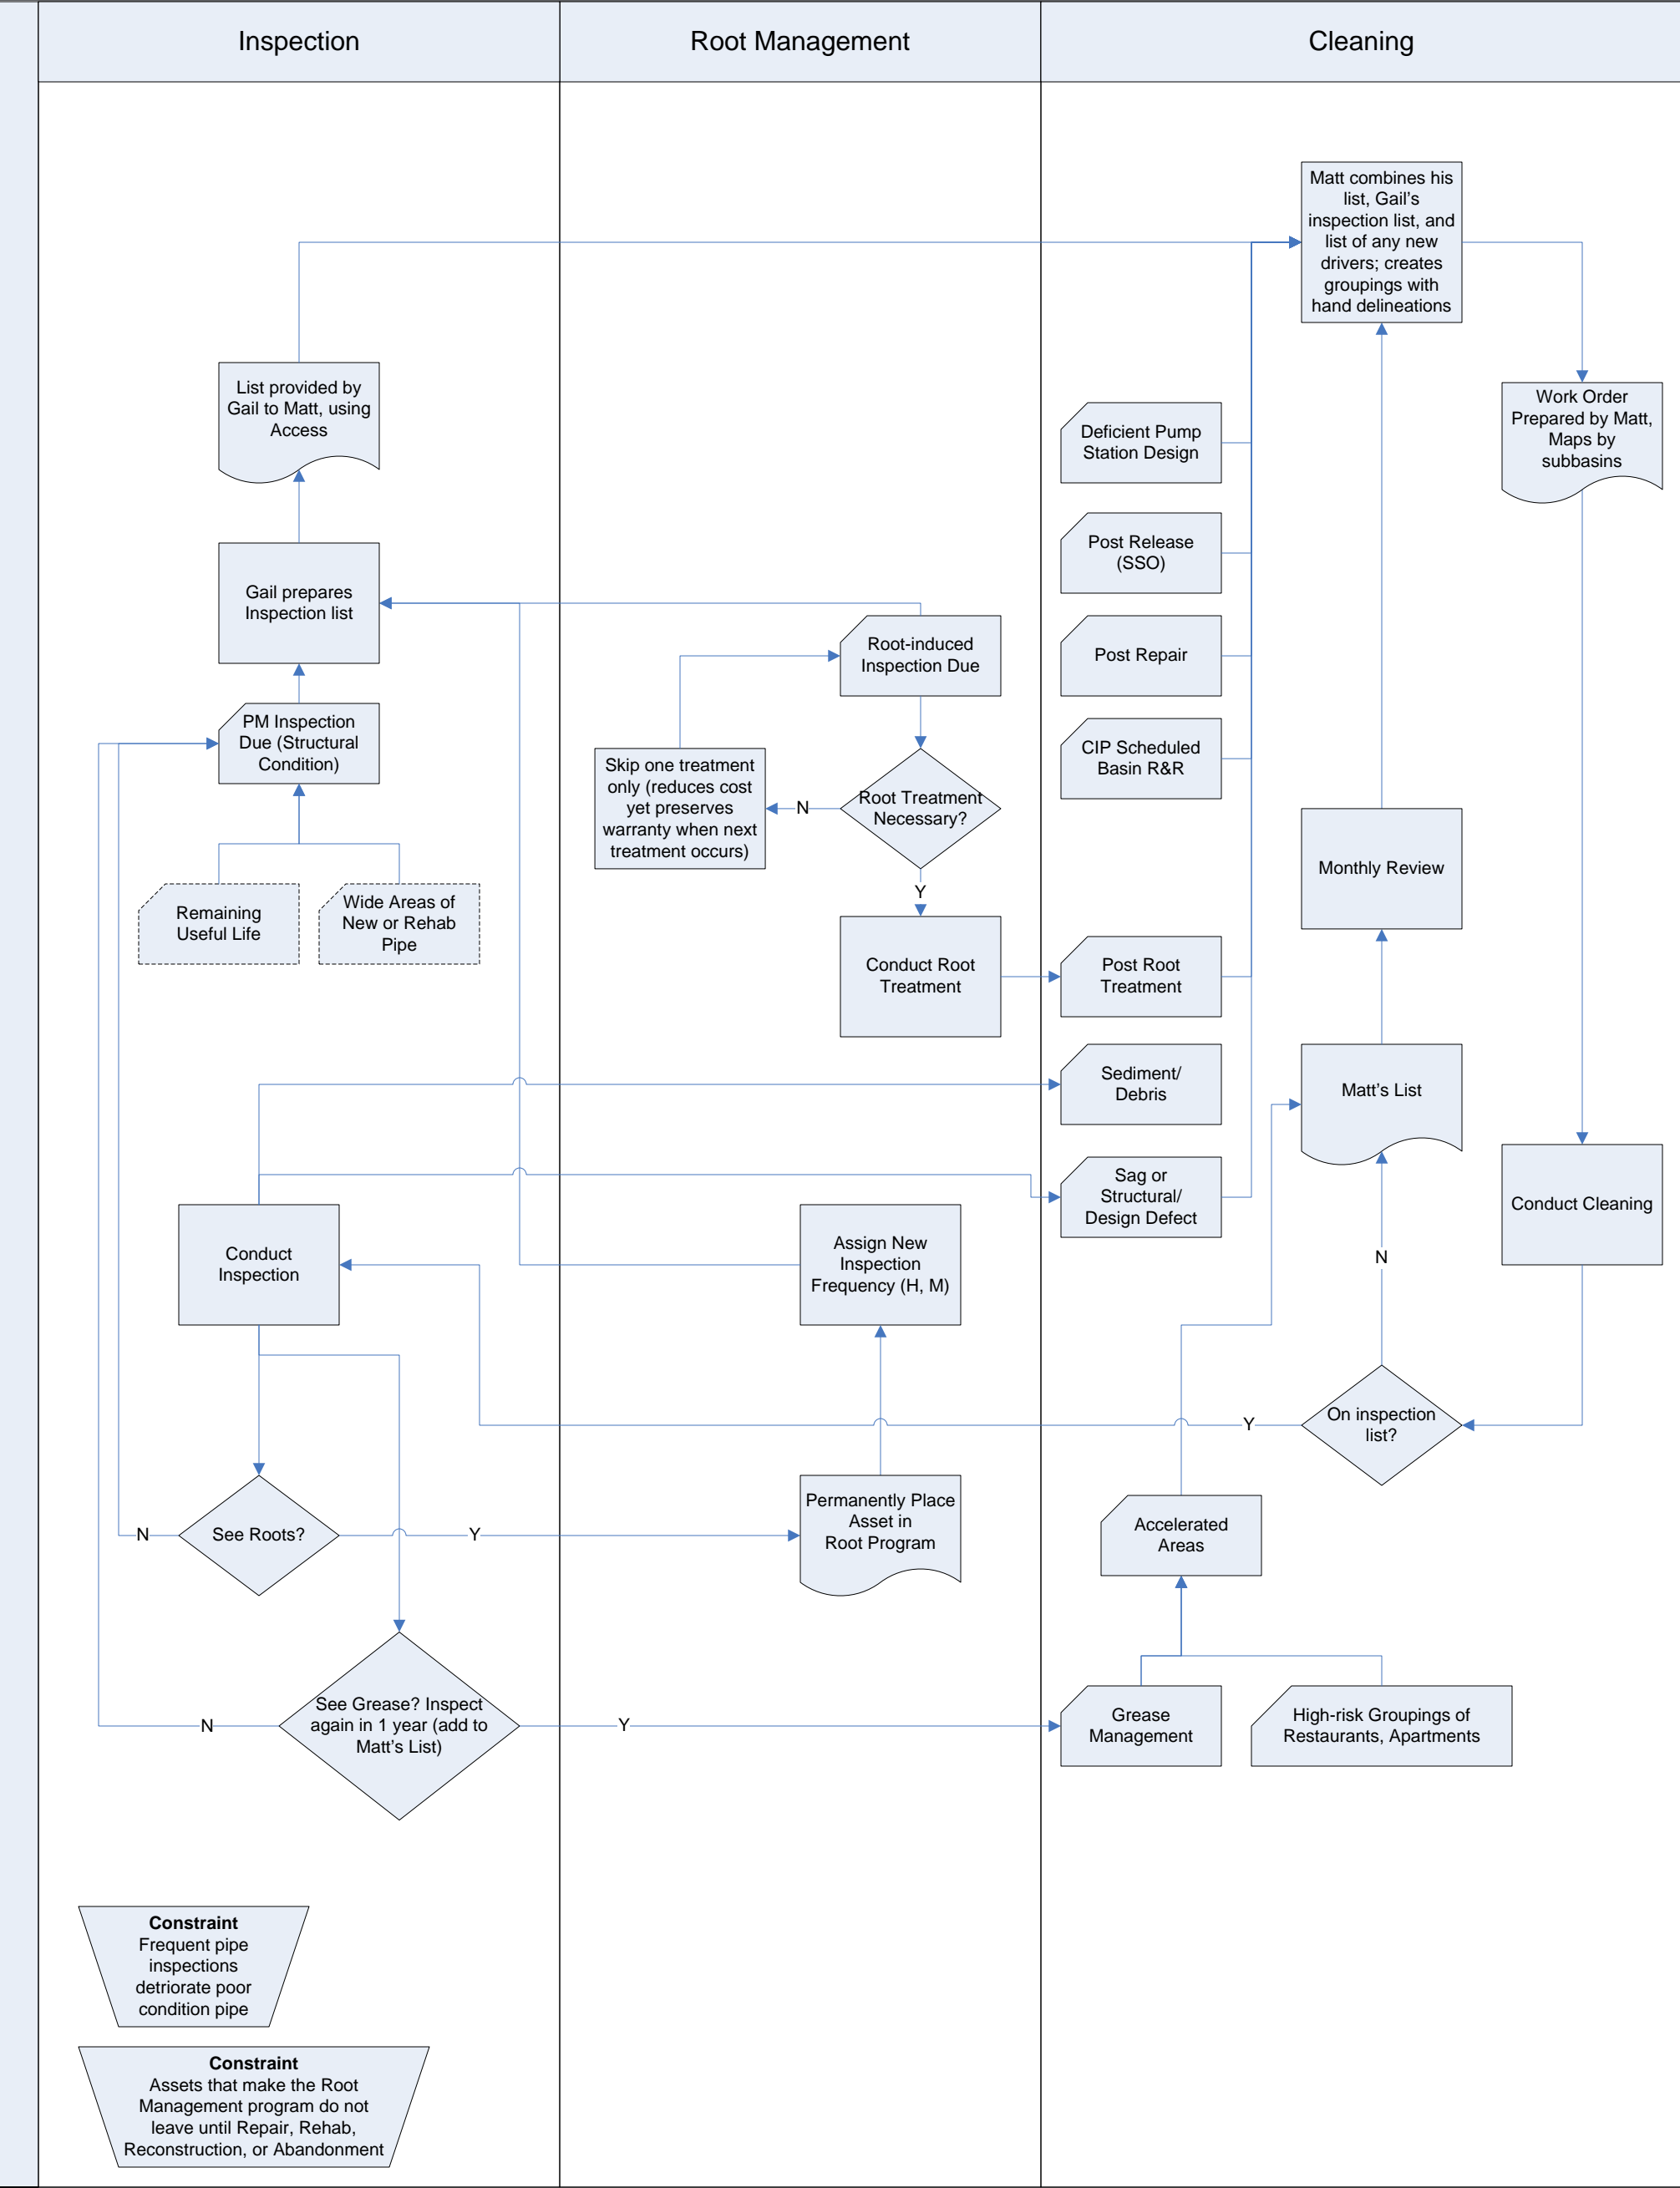 Inspection
Root Management
Cleaning
Matt combines his
list, Gail's
inspection list, and
list of any new
drivers; creates
groupings with
hand delineations
List provided by
Gail to Matt, using
Access
Deficient Pump
Station Design
Work Order
Prepared by Matt,
Maps by
subbasins
Post Release
(SSO)
Gail prepares
Inspection list
Root-induced
Inspection Due
Post Repair
PM Inspection
Due (Structural
Condition)
CIP Scheduled
Basin R&R
Skip one treatment
only (reduces cost
yet preserves
warranty when next
treatment occurs)
N
Root Treatment
Necessary?
Y
Monthly Review
Remaining
Useful Life
Wide Areas of
New or Rehab
Pipe
Conduct Root
Treatment
Post Root
Treatment
Sediment/
Debris
Matt's List
Sag or
Structural/
Design Defect
Conduct Cleaning
Conduct
Inspection
Assign New
Inspection
Frequency (H, M)
N
On inspection
list?
Y
Permanently Place
Asset in
Root Program
See Roots?
N
Y
Accelerated
Areas
See Grease? Inspect
again in 1 year (add to
Matt's List)
N
Y
Grease
Management
High-risk Groupings of
Restaurants, Apartments
Constraint
Frequent pipe
inspections
detriorate poor
condition pipe
Constraint
Assets that make the Root
Management program do not
leave until Repair, Rehab,
Reconstruction, or Abandonment